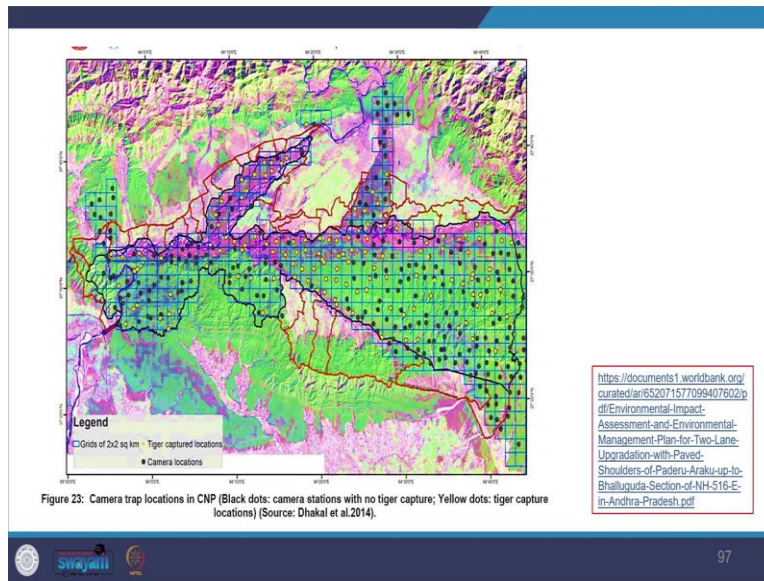 Legend
Grids of 2x2 sq km
Tiger captured locations
Camera locations
Figure 23: Camera trap locations in CNP (Black dots: camera stations with no tiger capture; Yellow dots: tiger capture
locations) (Source: Dhakal et al.2014).
https://documents1.worldbank.org/
curated/ar/652071577099407602/p
df/Environmental-Impact-
Assessment-and-Environmental-
Management-Plan-for-Two-Lane-
Upgradation-with-Paved-
Shoulders-of-Paderu-Araku-up-to-
Bhalluguda-Section-of-NH-516-E-
in-Andhra-Pradesh.pdf
swayam
97